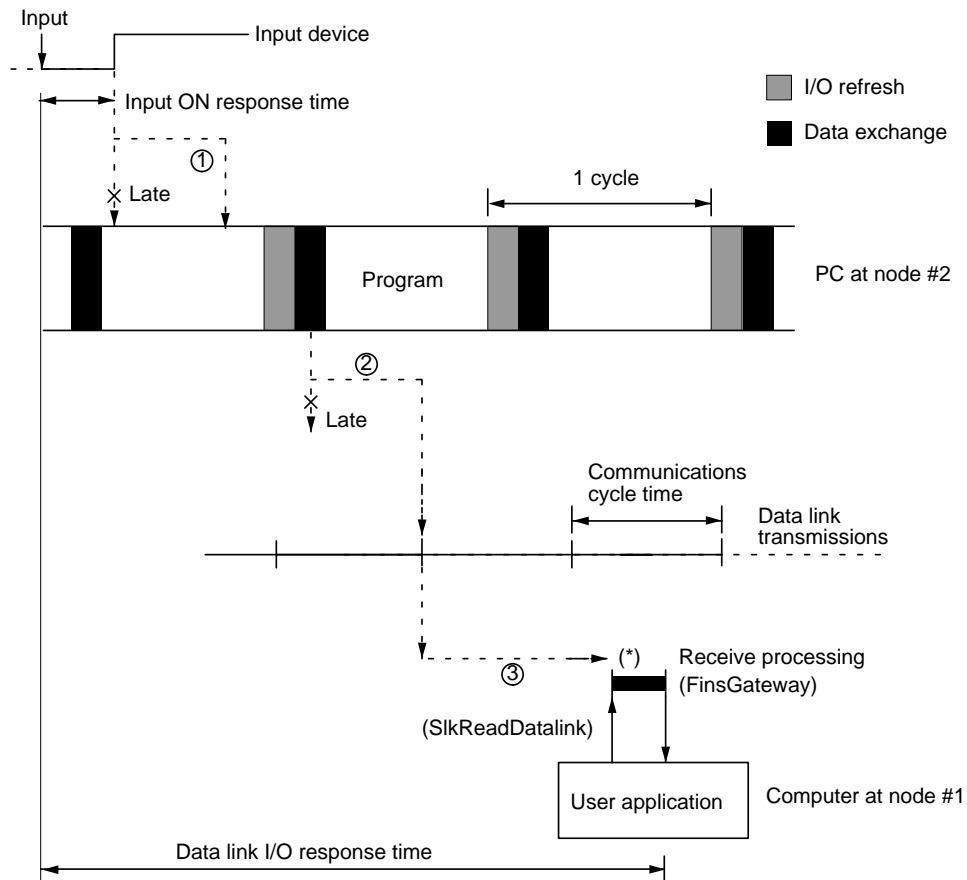 Input
Input device
I/O refresh
Input ON response time
Data exchange
①
1 cycle
Late
Program
PC at node #2
②
Late
Communications
cycle time
Data link
transmissions
(*)
Receive processing
③
(FinsGateway)
(SlkReadDatalink)
User application
Computer at node #1
Data link I/O response time